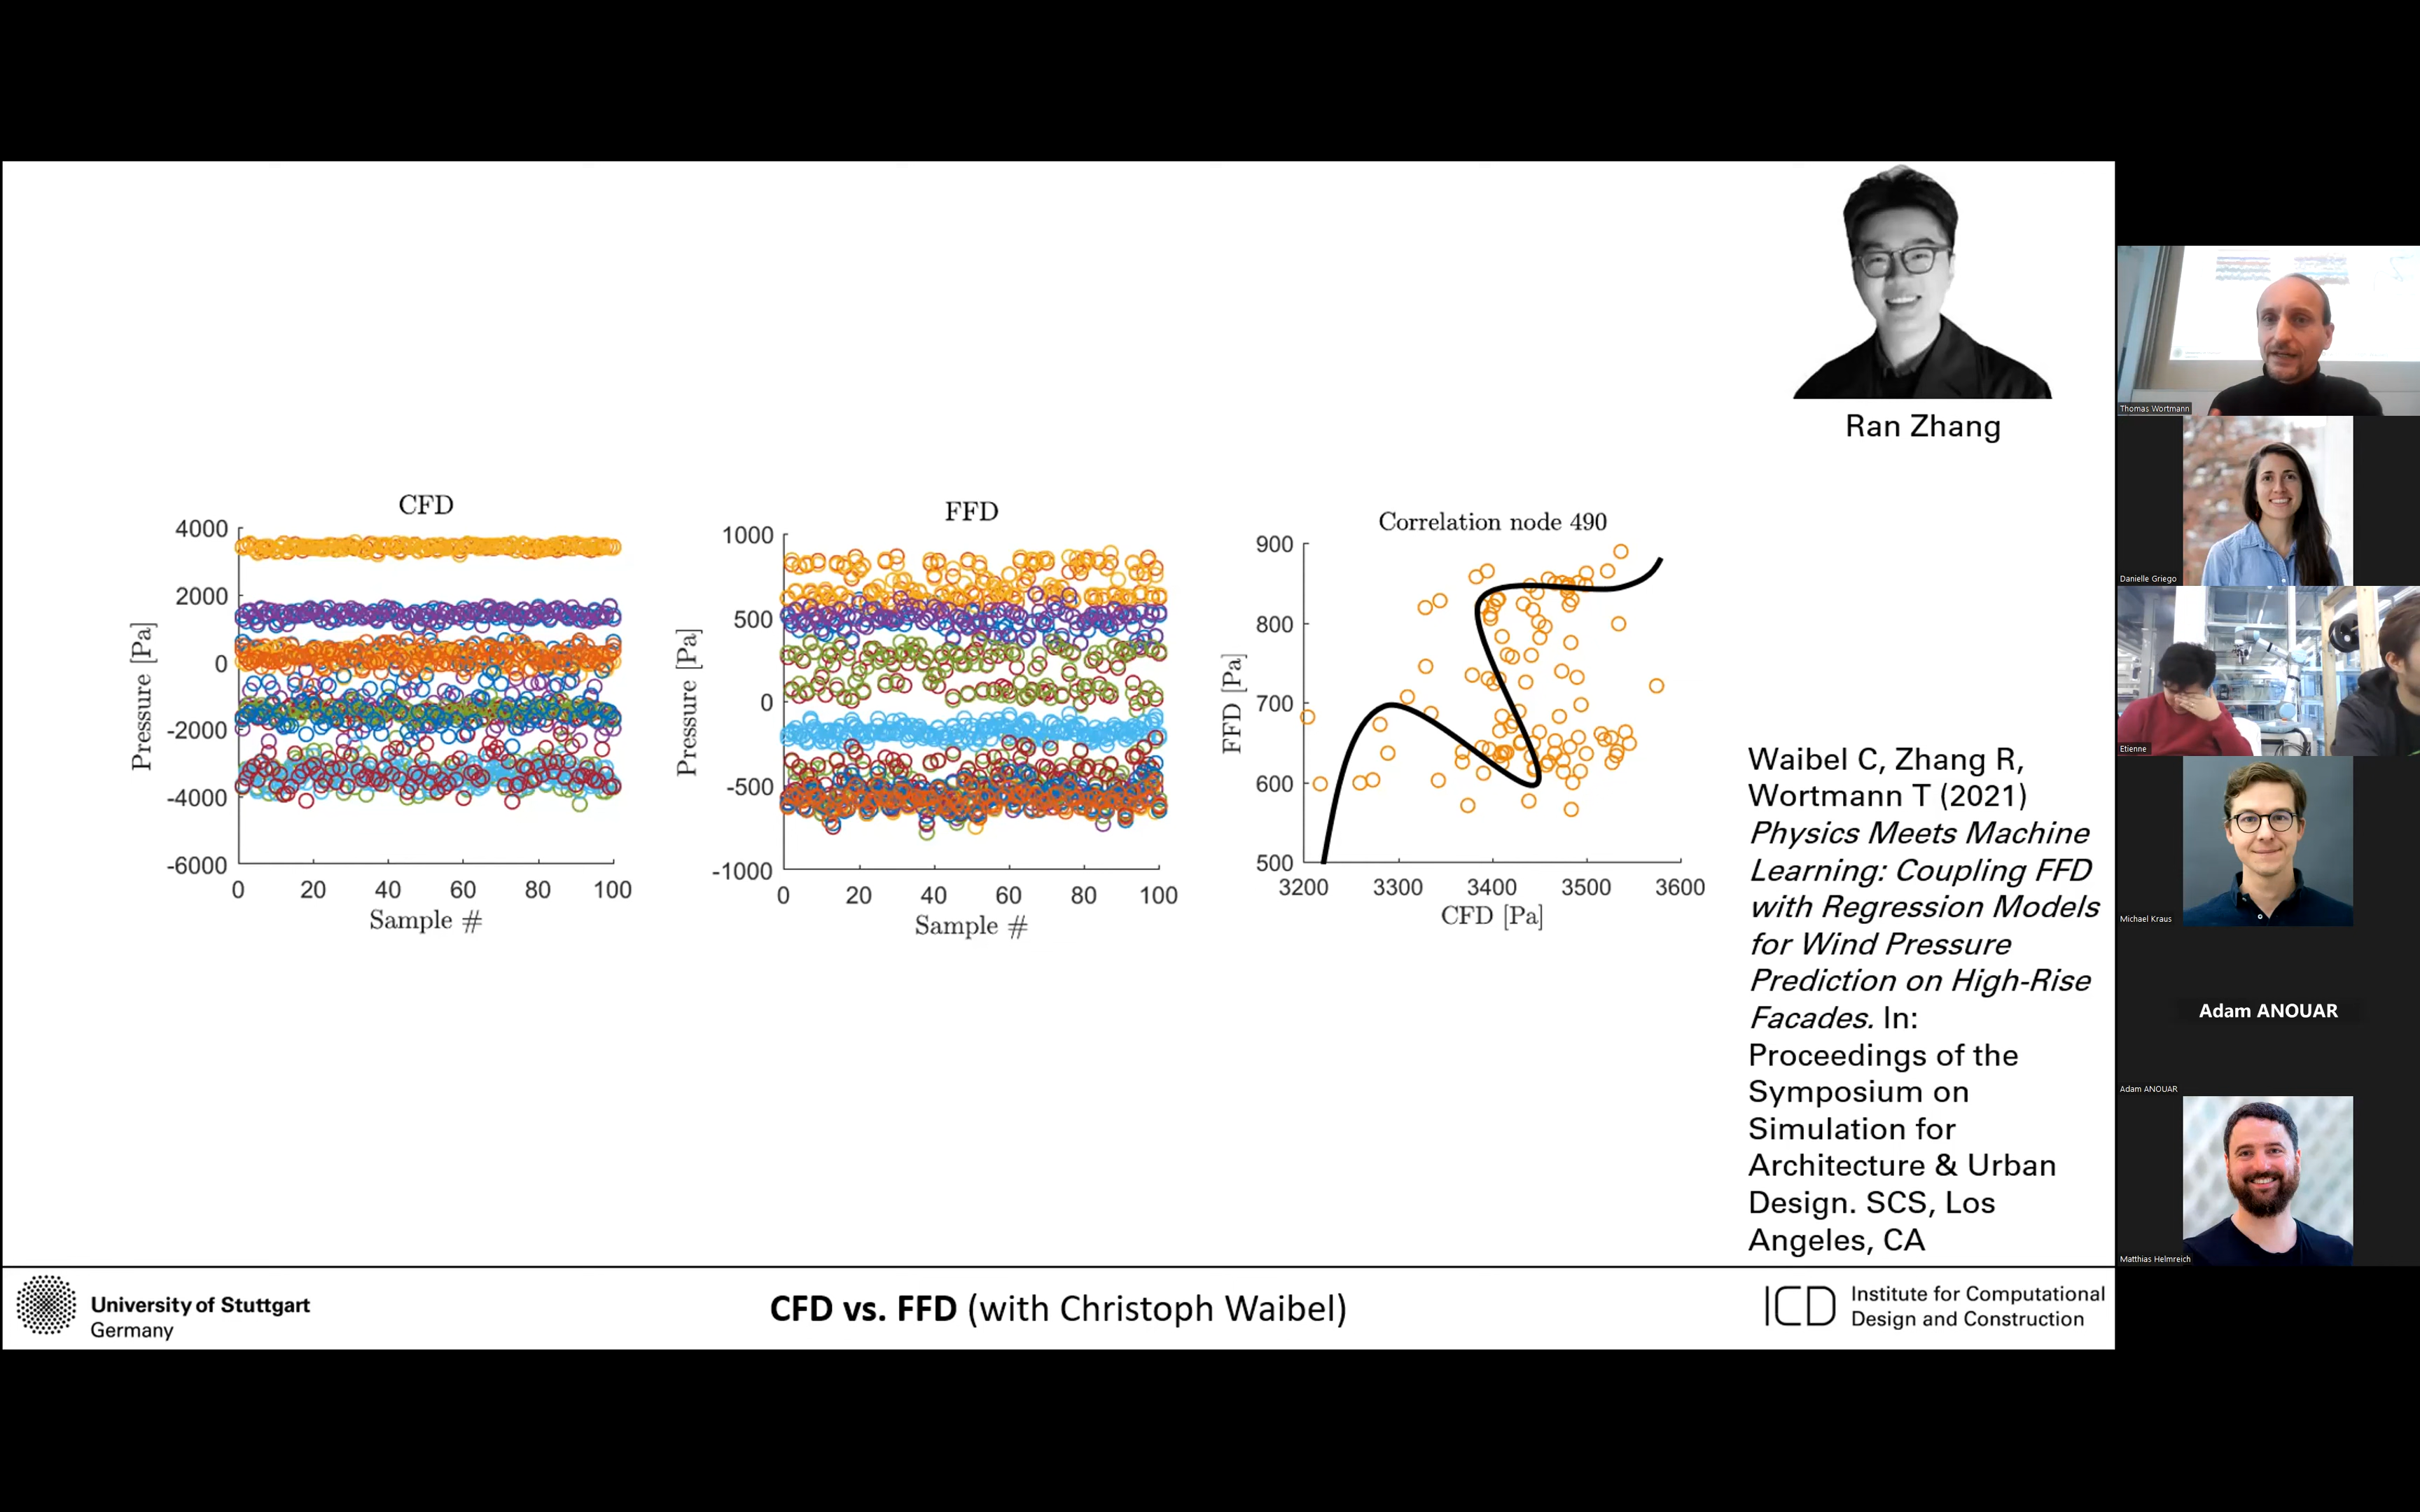 Ran Zhang
CFD
4000
2000
0
-2000
-4000
-6000
Pressure [Pa]
0 20 40 60 80 100
Sample #
FFD
1000
500
0
-500
-1000
Pressure [Pa]
0 20 40 60 80 100
Sample #
Correlation node 490
900
800
700
600
500
FFD [Pa]
3200 3300 3400 3500 3600
CFD [Pa]
Waibel C, Zhang R,
Wortmann T (2021)
Physics Meets Machine
Learning: Coupling FFD
with Regression Models
for Wind Pressure
Prediction on High-Rise
Facades. In:
Proceedings of the
Symposium on
Simulation for
Architecture & Urban
Design. SCS, Los
Angeles, CA
University of Stuttgart
Germany
CFD vs. FFD (with Christoph Waibel)
ICD
Institute for Computational
Design and Construction
Thomas Wortmann
Danielle Griego
Etienne
Michael Kraus
Adam ANOUAR
Adam ANOUAR
Matthias Helmreich